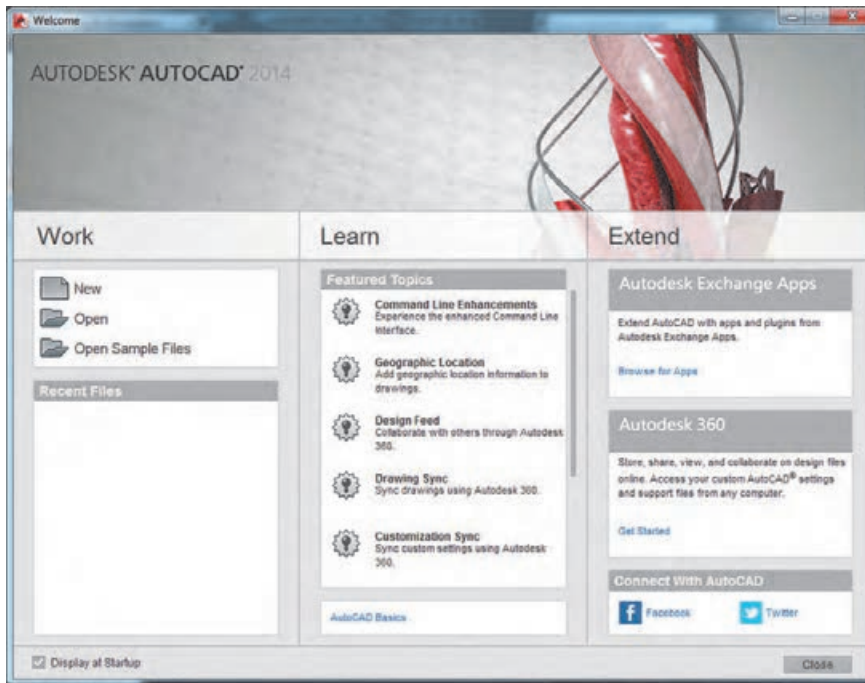 Welcome
AUTODESK® AUTOCAD® 2014
Work
New
Open
Open Sample Files
Recent Files
Learn
Featured Topics
Command Line Enhancements
Experience the enhanced Command Line
Interface.
Geographic Location
Add geographic location information to
drawings.
Design Feed
Collaborate with others through Autodesk
360.
Drawing Sync
Sync drawings using Autodesk 360.
Customization Sync
Sync custom settings using Autodesk
360.
AutoCAD Basics
Extend
Autodesk Exchange Apps
Extend AutoCAD with apps and plugins from
Autodesk Exchange Apps.
Browse for Apps
Autodesk 360
Store, share, view, and collaborate on design files
online. Access your custom AutoCAD® settings
and support files from any computer.
Get Started
Connect With AutoCAD
Facebook
Twitter
Display at Startup
Close